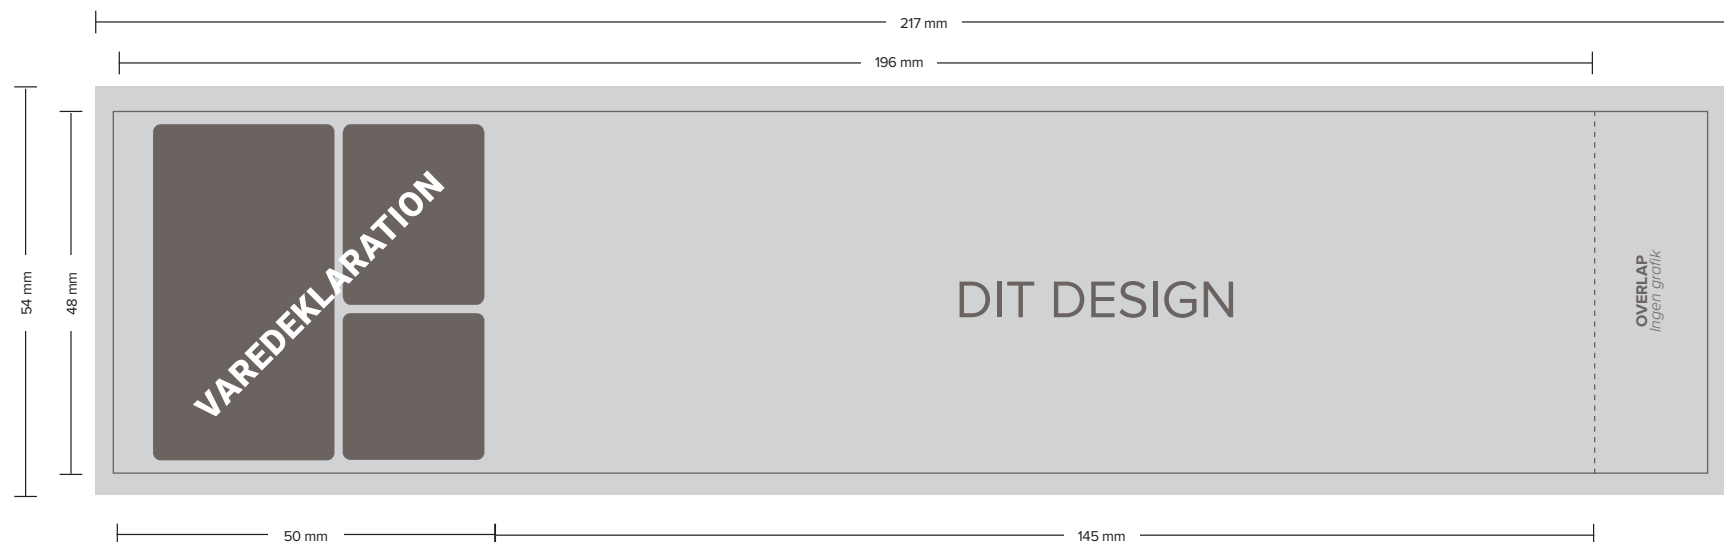 217 mm
196 mm
54 mm
48 mm
VAREDEKLARATION
DIT DESIGN
OVERLAP
Ingen grafik
50 mm
145 mm